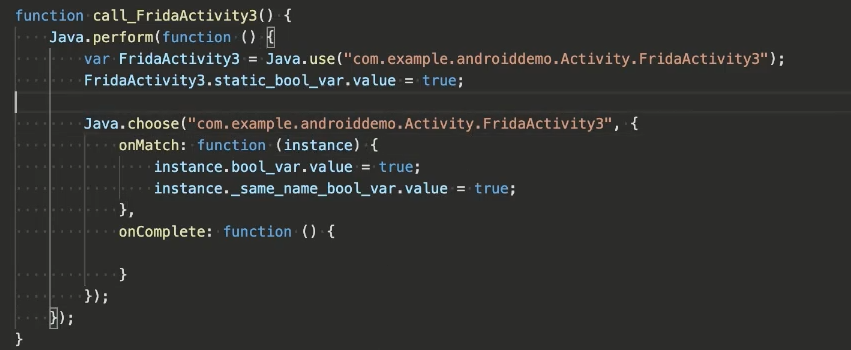 function call_FridaActivity3() {
    Java.perform(function () {
        var FridaActivity3 = Java.use("com.example.androiddemo.Activity.FridaActivity3");
        FridaActivity3.static_bool_var.value = true;

        Java.choose("com.example.androiddemo.Activity.FridaActivity3", {
            onMatch: function (instance) {
                instance.bool_var.value = true;
                instance._same_name_bool_var.value = true;
            },
            onComplete: function () {

            }
        });
    });
}